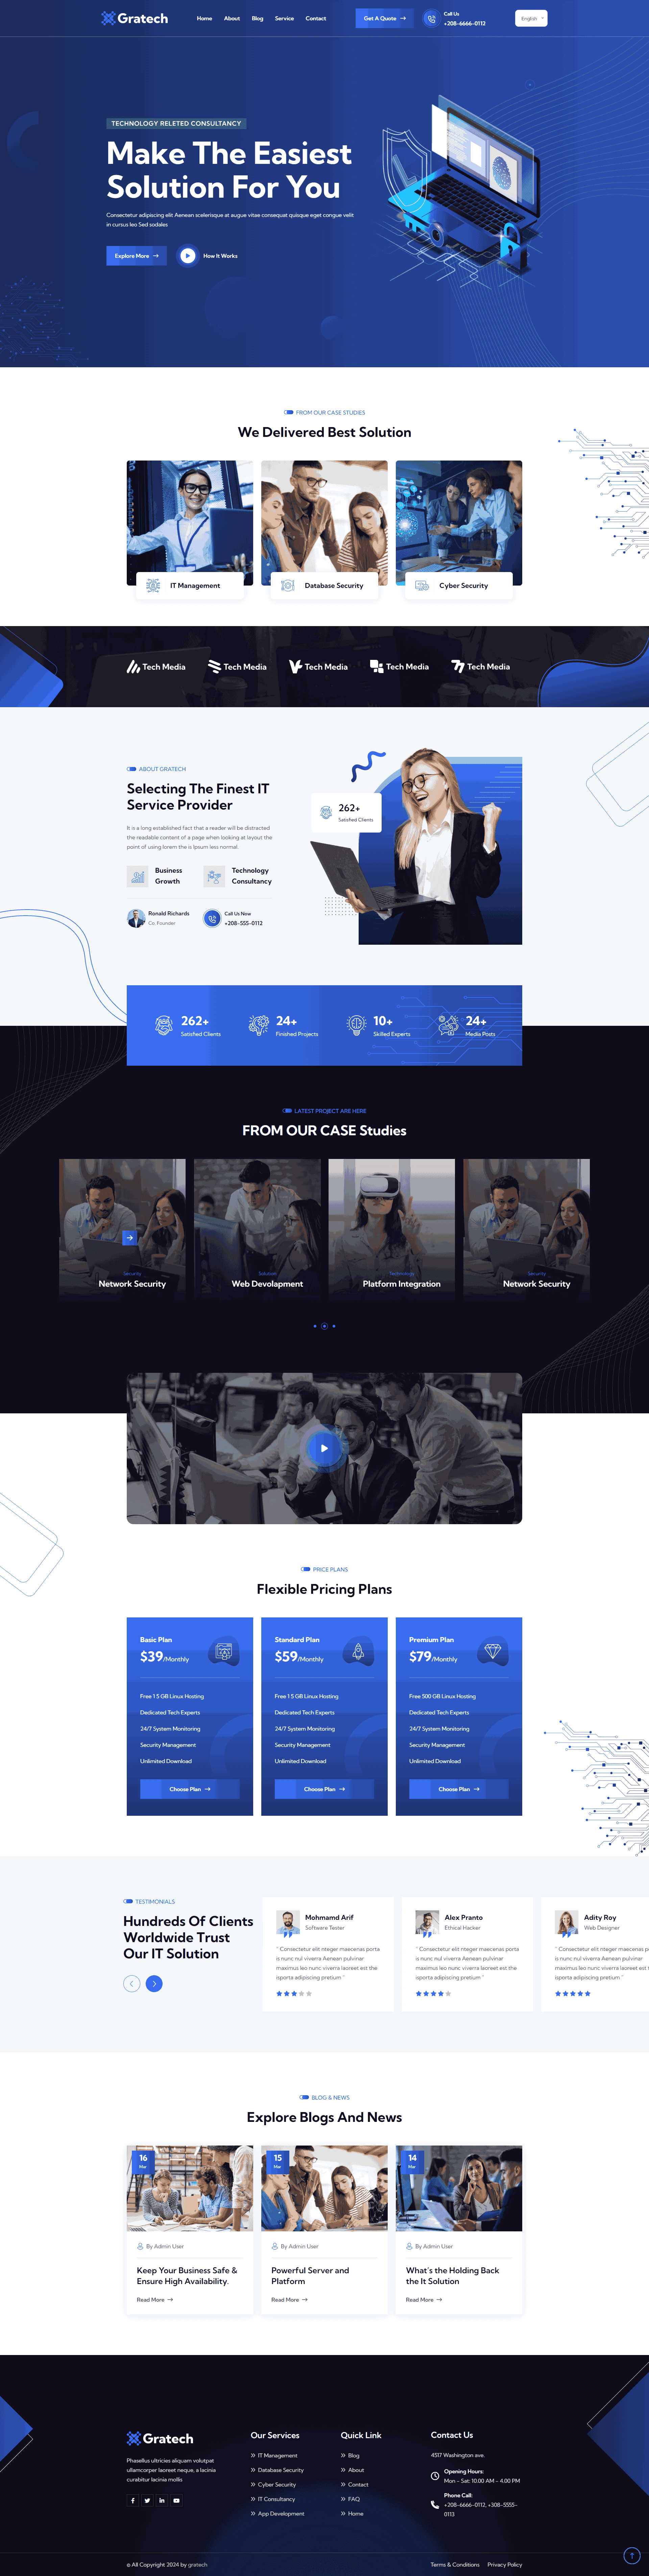 Gratech
Home About Blog Service Contact
Get A Quote
Call Us
+208-6666-0112
English
TECHNOLOGY RELETED CONSULTANCY
Make The Easiest
Solution For You
Consectetur adipiscing elit Aenean scelerisque at augue vitae consequat quisque eget congue velit
in cursus leo Sed sodales
Explore More
How It Works
FROM OUR CASE STUDIES
We Delivered Best Solution
IT Management
Database Security
Cyber Security
Tech Media Tech Media Tech Media Tech Media Tech Media
ABOUT GRATECH
Selecting The Finest IT
Service Provider
It is a long established fact that a reader will be distracted
the readable content of a page when looking at layout the
point of using lorem the is Ipsum less normal.
Business
Growth
Technology
Consultancy
Ronald Richards
Co. Founder
Call Us Now
+208-555-0112
262+
Satisfied Clients
262+
Satisfied Clients
24+
Finished Projects
10+
Skilled Experts
24+
Media Posts
LATEST PROJECT ARE HERE
FROM OUR CASE Studies
Security
Network Security
Solution
Web Devolapment
Technology
Platform Integration
Security
Network Security
PRICE PLANS
Flexible Pricing Plans
Basic Plan
$39/Monthly
Free 1 5 GB Linux Hosting
Dedicated Tech Experts
24/7 System Monitoring
Security Management
Unlimited Download
Choose Plan
Standard Plan
$59/Monthly
Free 1 5 GB Linux Hosting
Dedicated Tech Experts
24/7 System Monitoring
Security Management
Unlimited Download
Choose Plan
Premium Plan
$79/Monthly
Free 500 GB Linux Hosting
Dedicated Tech Experts
24/7 System Monitoring
Security Management
Unlimited Download
Choose Plan
TESTIMONIALS
Hundreds Of Clients
Worldwide Trust
Our IT Solution
Mohmamd Arif
Software Tester
" Consectetur elit nteger maecenas porta
is nunc nul viverra Aenean pulvinar
maximus leo nunc viverra laoreet est the
isporta adipiscing pretium "
Alex Pranto
Ethical Hacker
" Consectetur elit nteger maecenas porta
is nunc nul viverra Aenean pulvinar
maximus leo nunc viverra laoreet est the
isporta adipiscing pretium "
Adity Roy
Web Designer
" Consectetur elit nteger maecenas p
is nunc nul viverra Aenean pulvinar
maximus leo nunc viverra laoreet est t
isporta adipiscing pretium "
BLOG & NEWS
Explore Blogs And News
16
Mar
By Admin User
Keep Your Business Safe &
Ensure High Availability.
Read More
15
Mar
By Admin User
Powerful Server and
Platform
Read More
14
Mar
By Admin User
What's the Holding Back
the It Solution
Read More
Gratech
Phasellus ultricies aliquam volutpat
ullamcorper laoreet neque, a lacinia
curabitur lacinia mollis
Our Services
IT Management
Database Security
Cyber Security
IT Consultancy
App Development
Quick Link
Blog
About
Contact
FAQ
Home
Contact Us
4517 Washington ave.
Opening Hours:
Mon - Sat: 10.00 AM - 4.00 PM
Phone Call:
+208-6666-0112, +308-5555-
0113
© All Copyright 2024 by gratech
Terms & Conditions Privacy Policy